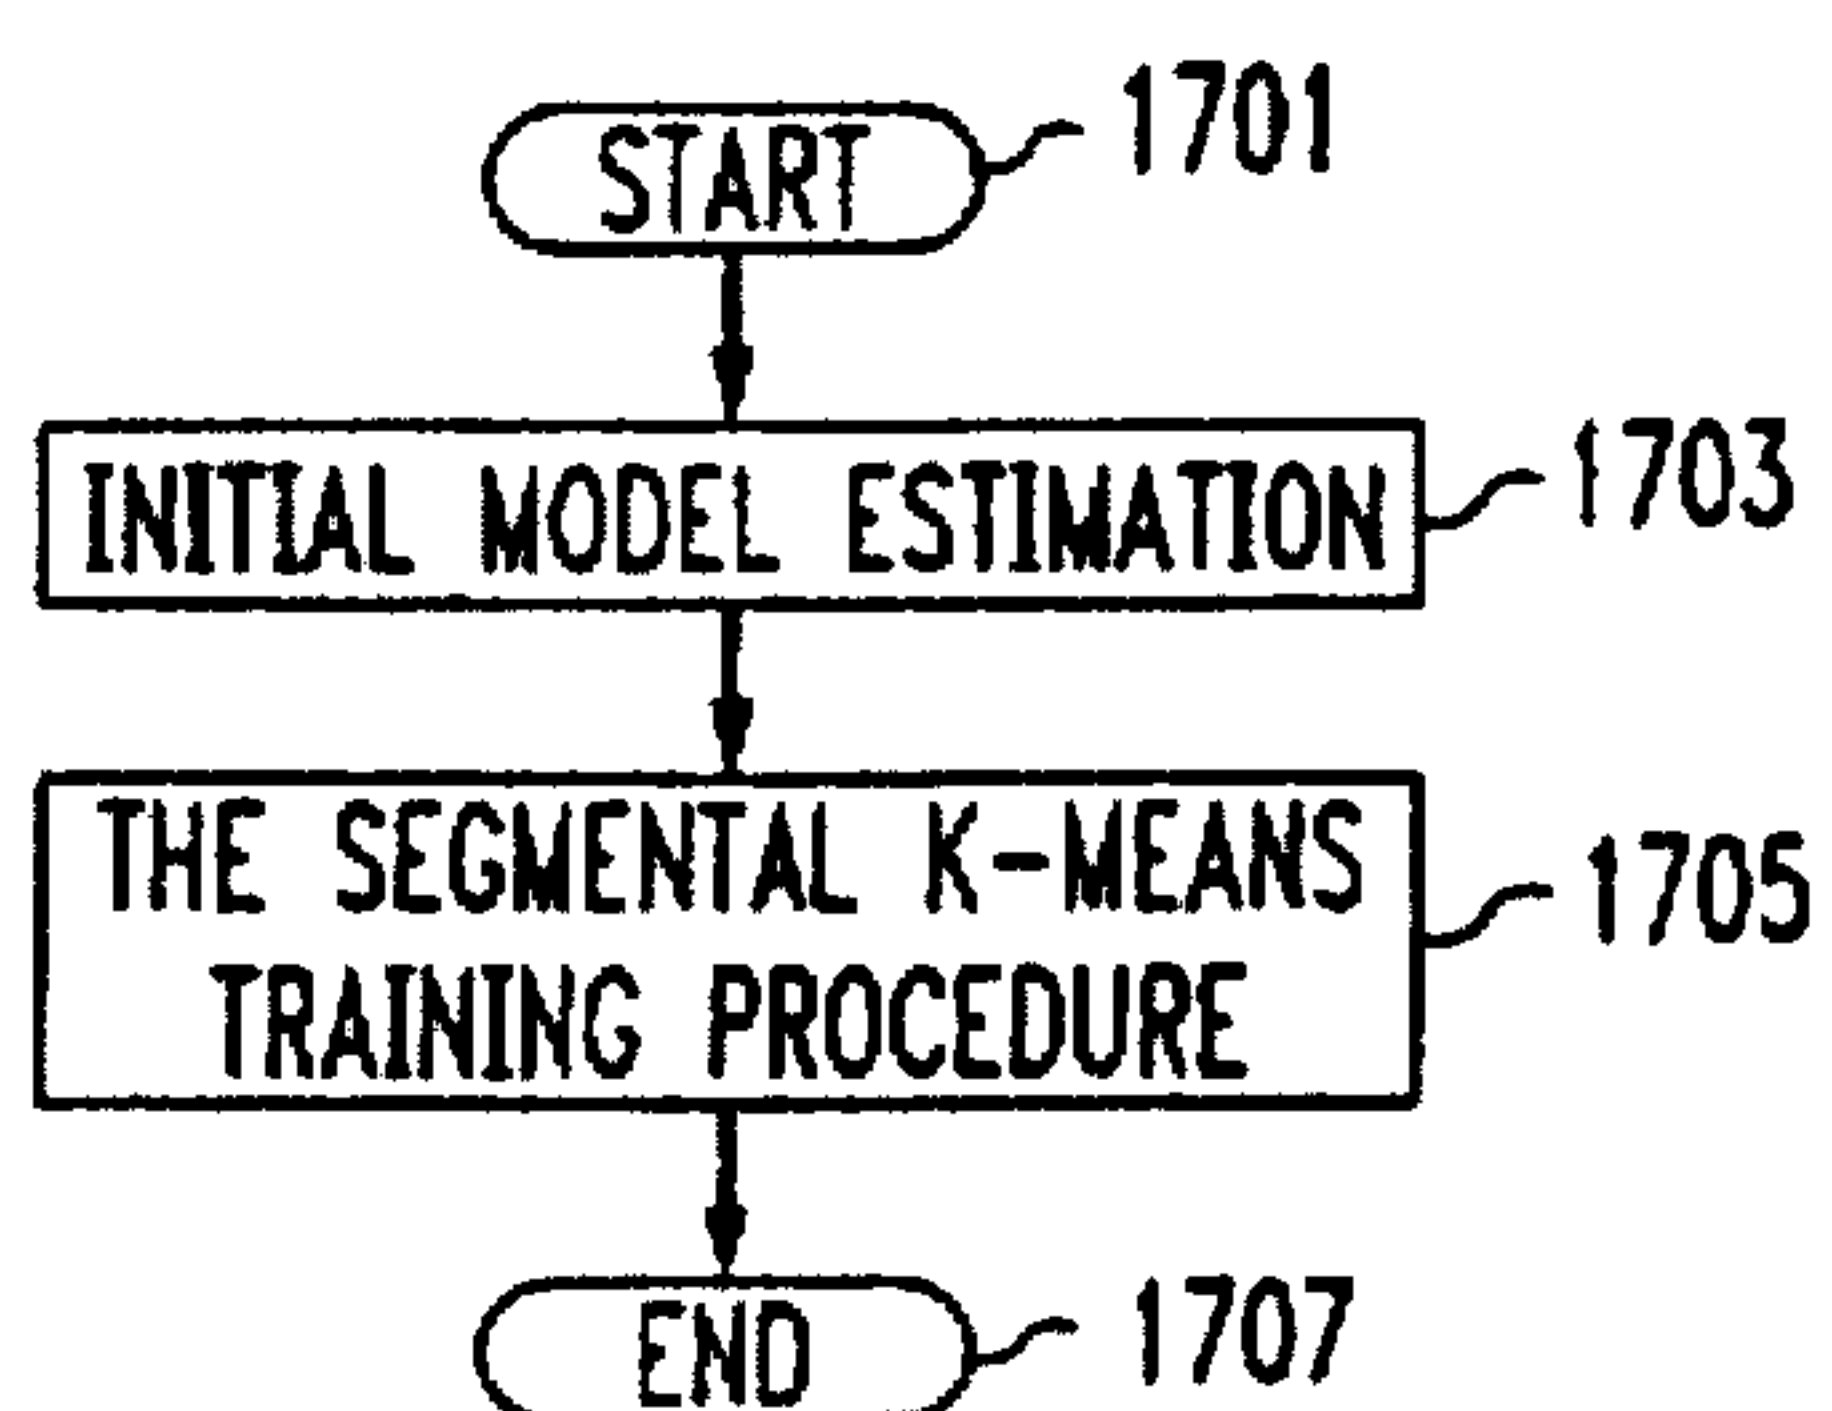 START
1701
INITIAL MODEL ESTIMATION
1703
THE SEGMENTAL K-MEANS
TRAINING PROCEDURE
1705
END
1707